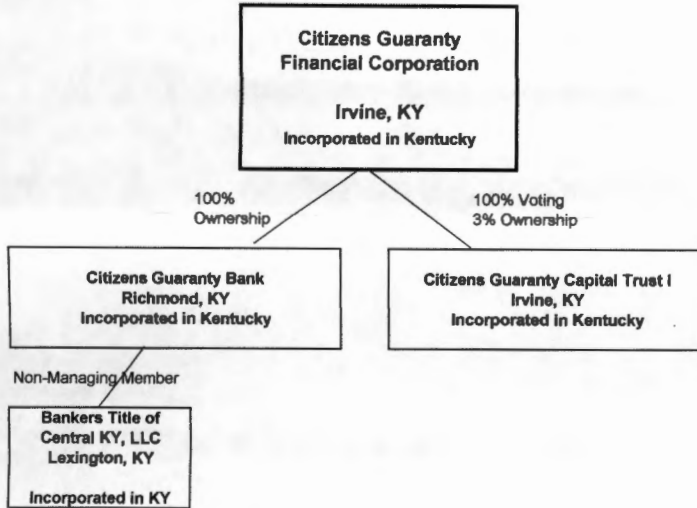 Citizens Guaranty
Financial Corporation
Irvine, KY
Incorporated in Kentucky
100%
Ownership
100% Voting
3% Ownership
Citizens Guaranty Bank
Richmond, KY
Incorporated in Kentucky
Citizens Guaranty Capital Trust I
Irvine, KY
Incorporated in Kentucky
Non-Managing Member
Bankers Title of
Central KY, LLC
Lexington, KY
Incorporated in KY